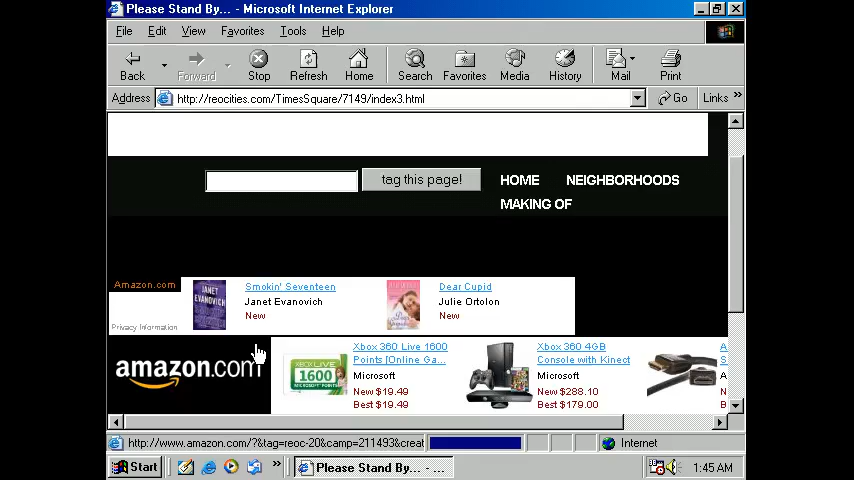 Please Stand By... - Microsoft Internet Explorer
File Edit View Favorites Tools Help
Back Forward Stop Refresh Home Search Favorites Media History Mail Print
Address http://reocities.com/TimesSquare/7149/index3.html Go Links »
tag this page! HOME NEIGHBORHOODS
MAKING OF
Amazon.com Smokin' Seventeen Dear Cupid
Janet Evanovich Julie Ortolon
New New
Privacy Information
Xbox 360 Live 1600 Xbox 360 4GB
Points [Online Ga... Console with Kinect
amazon.com Microsoft Microsoft
New $19.49 New $288.10
Best $19.49 Best $179.00
http://www.amazon.com/?&tag=reoc-20&camp=211493&creat Internet
Start » Please Stand By... - ... 1:45 AM